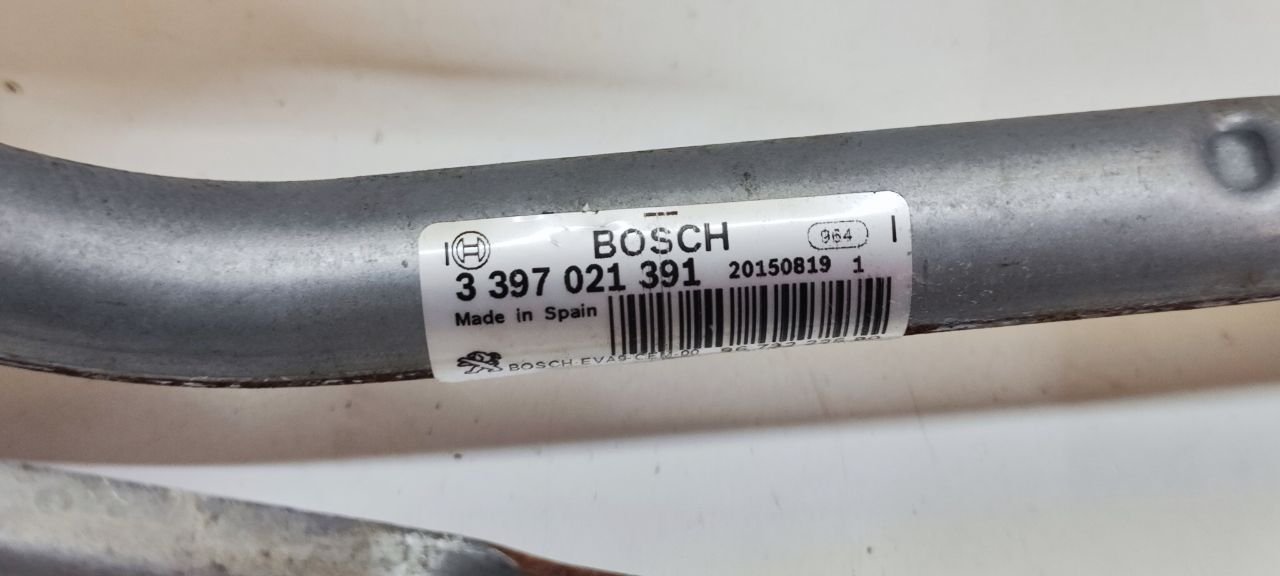 BOSCH 964
3 397 021 391 20150819 1
Made in Spain